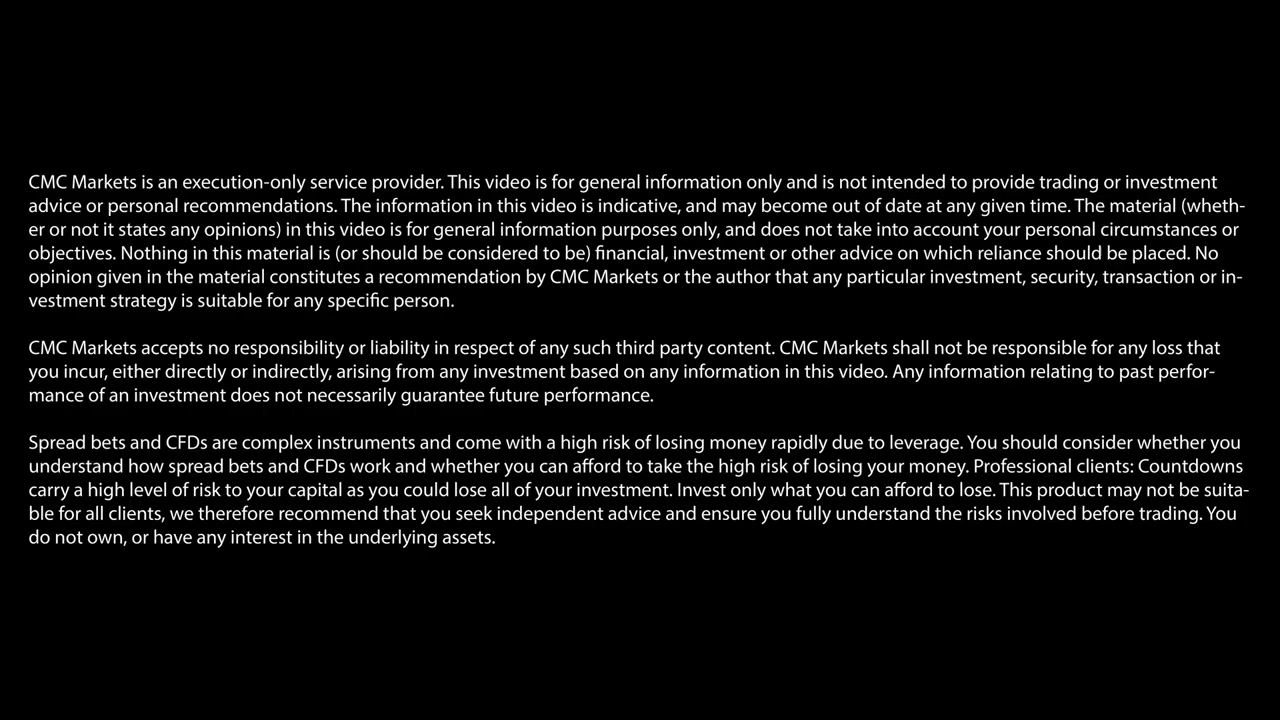 CMC Markets is an execution-only service provider. This video is for general information only and is not intended to provide trading or investment
advice or personal recommendations. The information in this video is indicative, and may become out of date at any given time. The material (wheth-
er or not it states any opinions) in this video is for general information purposes only, and does not take into account your personal circumstances or
objectives. Nothing in this material is (or should be considered to be) financial, investment or other advice on which reliance should be placed. No
opinion given in the material constitutes a recommendation by CMC Markets or the author that any particular investment, security, transaction or in-
vestment strategy is suitable for any specific person.
CMC Markets accepts no responsibility or liability in respect of any such third party content. CMC Markets shall not be responsible for any loss that
you incur, either directly or indirectly, arising from any investment based on any information in this video. Any information relating to past perfor-
mance of an investment does not necessarily guarantee future performance.
Spread bets and CFDs are complex instruments and come with a high risk of losing money rapidly due to leverage. You should consider whether you
understand how spread bets and CFDs work and whether you can afford to take the high risk of losing your money. Professional clients: Countdowns
carry a high level of risk to your capital as you could lose all of your investment. Invest only what you can afford to lose. This product may not be suita-
ble for all clients, we therefore recommend that you seek independent advice and ensure you fully understand the risks involved before trading. You
do not own, or have any interest in the underlying assets.